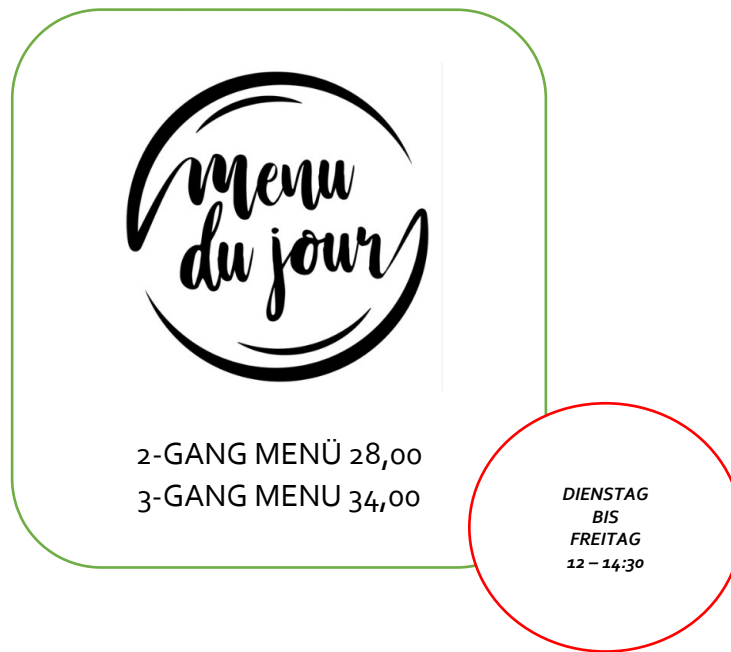 menu
du jour
2-GANG MENÜ 28,00
3-GANG MENU 34,00
DIENSTAG
BIS
FREITAG
12 – 14:30